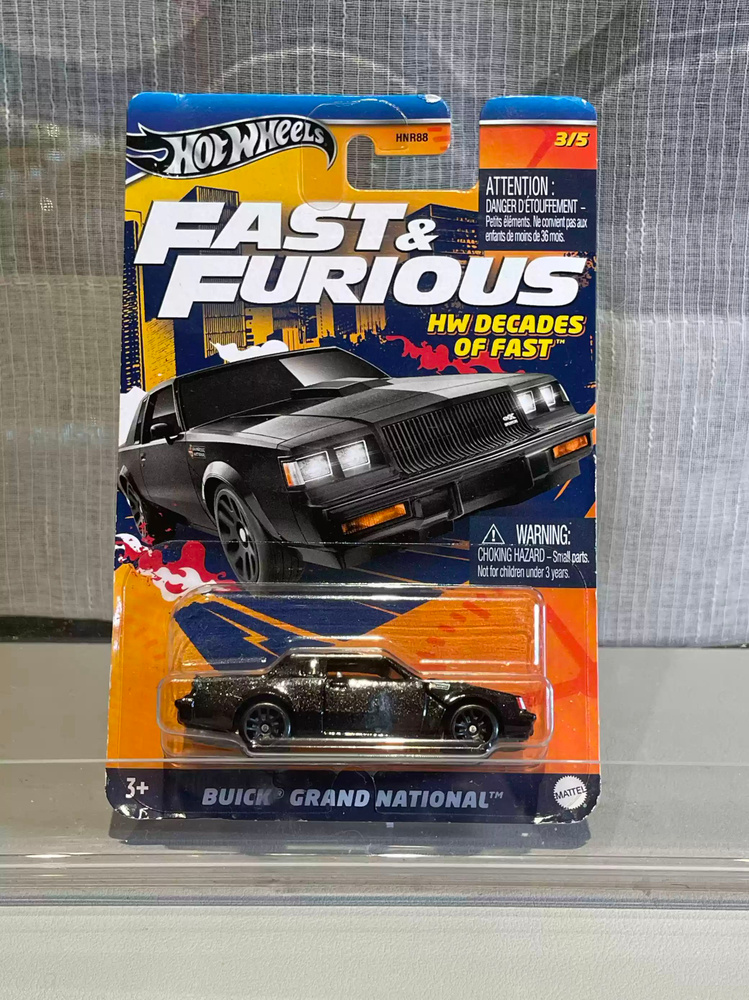 HOT WHEELS
HNR88
3/5
ATTENTION :
DANGER D'ÉTOUFFEMENT –
Petits éléments. Ne convient pas aux
enfants de moins de 36 mois.
FAST &
FURIOUS
HW DECADES
OF FAST™
WARNING:
CHOKING HAZARD – Small parts.
Not for children under 3 years.
3+
BUICK® GRAND NATIONAL™
MATTEL